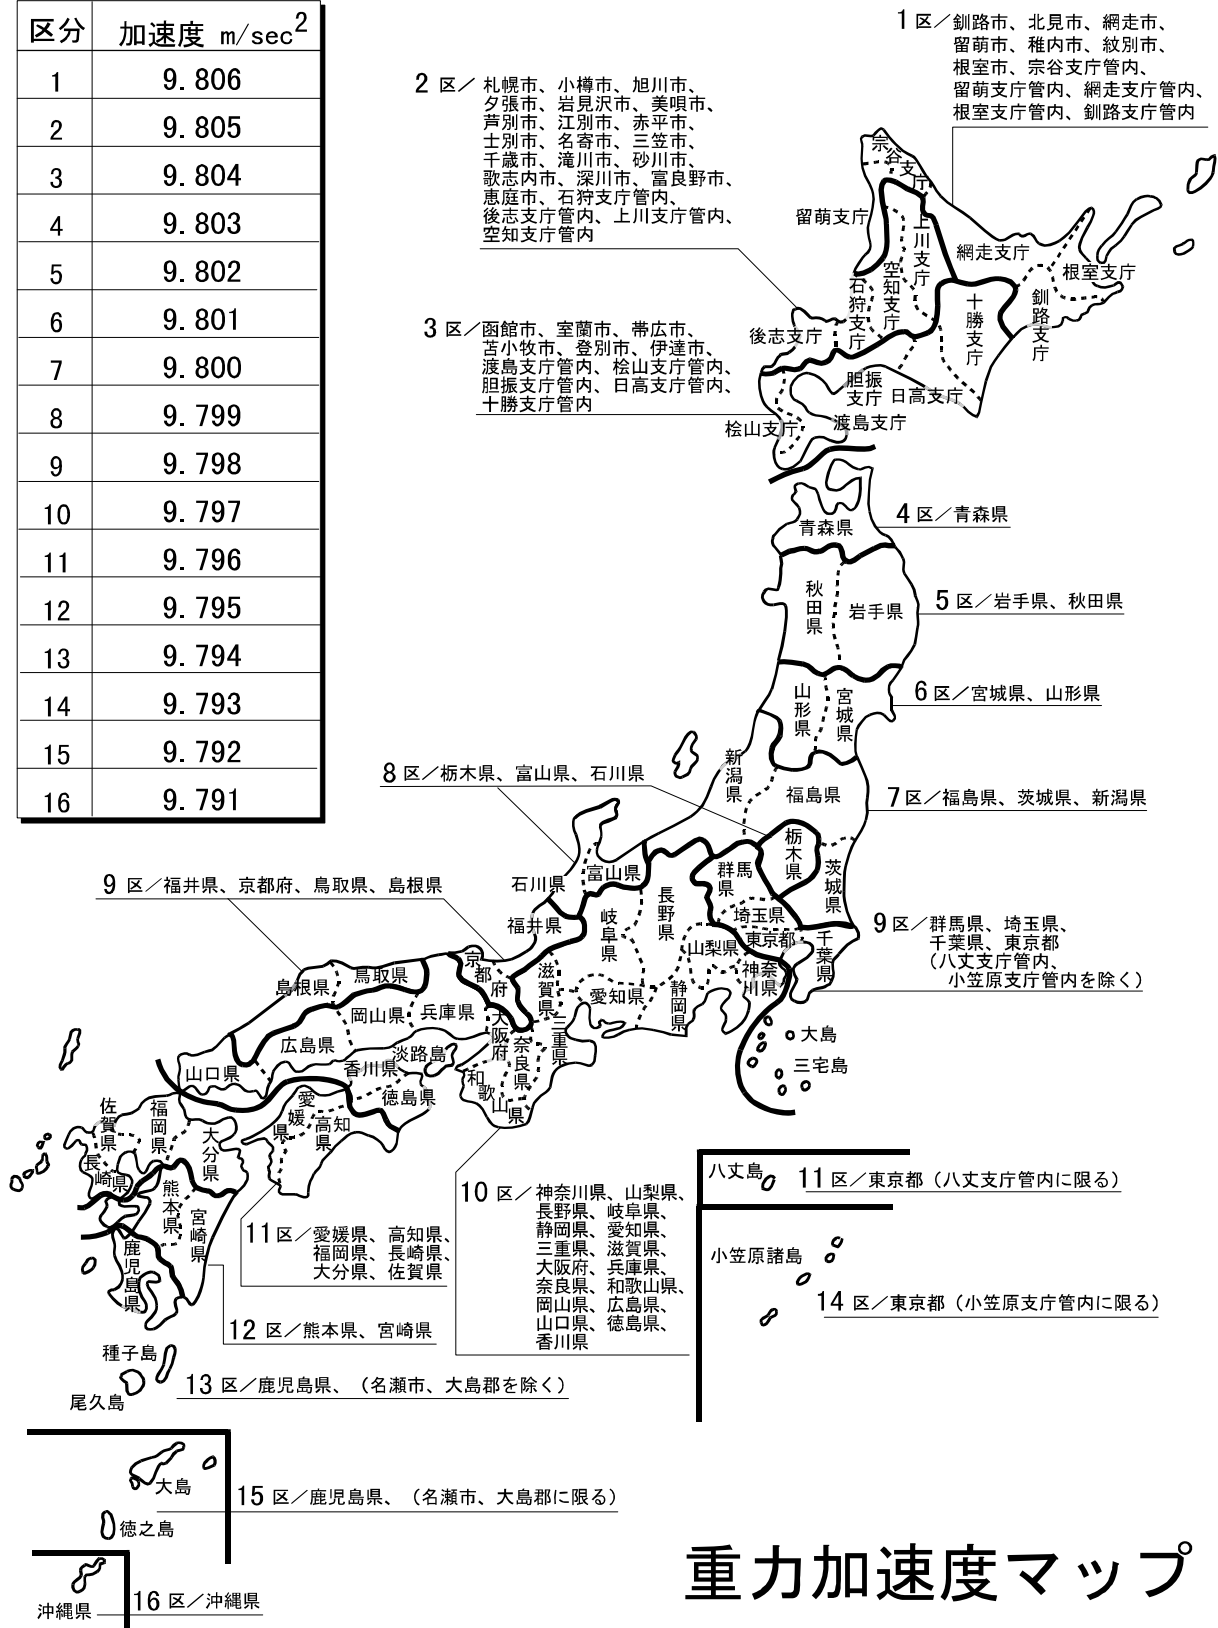 区分 加速度 m/sec2
1 9.806
2 9.805
3 9.804
4 9.803
5 9.802
6 9.801
7 9.800
8 9.799
9 9.798
10 9.797
11 9.796
12 9.795
13 9.794
14 9.793
15 9.792
16 9.791
1 区／釧路市、北見市、網走市、
留萌市、稚内市、紋別市、
根室市、宗谷支庁管内、
留萌支庁管内、網走支庁管内、
根室支庁管内、釧路支庁管内
2 区／札幌市、小樽市、旭川市、
夕張市、岩見沢市、美唄市、
芦別市、江別市、赤平市、
士別市、名寄市、三笠市、
千歳市、滝川市、砂川市、
歌志内市、深川市、富良野市、
恵庭市、石狩支庁管内、
後志支庁管内、上川支庁管内、
空知支庁管内
3 区／函館市、室蘭市、帯広市、
苫小牧市、登別市、伊達市、
渡島支庁管内、桧山支庁管内、
胆振支庁管内、日高支庁管内、
十勝支庁管内
宗谷支庁
留萌支庁
上川支庁
網走支庁
根室支庁
空知支庁
石狩支庁
十勝支庁
釧路支庁
後志支庁
胆振
支庁
日高支庁
桧山支庁
渡島支庁
4 区／青森県
青森県
秋田県
岩手県
5 区／岩手県、秋田県
山形県
宮城県
6 区／宮城県、山形県
新潟県
福島県
7 区／福島県、茨城県、新潟県
8 区／栃木県、富山県、石川県
栃木県
茨城県
群馬
県
富山県
石川県
長野県
埼玉県
岐阜県
福井県
東京都
千葉県
山梨県
神奈
川県
9 区／福井県、京都府、鳥取県、島根県
9 区／群馬県、埼玉県、
千葉県、東京都
（八丈支庁管内、
小笠原支庁管内を除く）
京都府
滋賀県
鳥取県
島根県
愛知県
静岡県
岡山県
兵庫県
大阪府
三重県
奈良県
広島県
淡路島
香川県
山口県
和歌山県
徳島県
愛媛県
高知
県
大島
三宅島
佐賀県
福岡県
大分県
長崎県
熊本県
宮崎県
鹿児島県
八丈島
11 区／東京都（八丈支庁管内に限る）
10 区／神奈川県、山梨県、
長野県、岐阜県、
静岡県、愛知県、
三重県、滋賀県、
大阪府、兵庫県、
奈良県、和歌山県、
岡山県、広島県、
山口県、徳島県、
香川県
11 区／愛媛県、高知県、
福岡県、長崎県、
大分県、佐賀県
小笠原諸島
14 区／東京都（小笠原支庁管内に限る）
12 区／熊本県、宮崎県
種子島
尾久島
13 区／鹿児島県、（名瀬市、大島郡を除く）
大島
15 区／鹿児島県、（名瀬市、大島郡に限る）
徳之島
沖縄県
16 区／沖縄県
重力加速度マップ